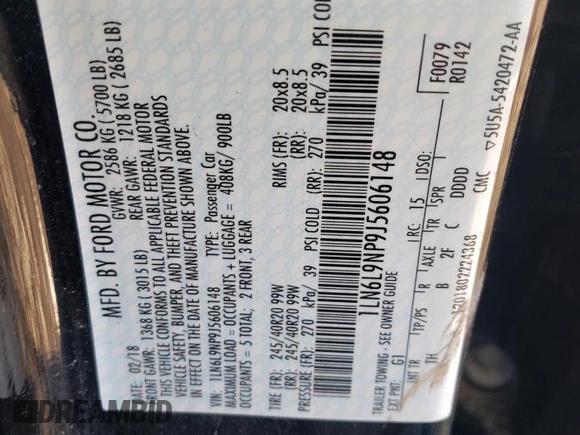 MFD. BY FORD MOTOR CO.
DATE: 02/18 GVWR: 2586 KG ( 5700 LB)
FRONT GAWR: 1368 KG ( 3015 LB) REAR GAWR: 1218 KG ( 2685 LB)
THIS VEHICLE CONFORMS TO ALL APPLICABLE FEDERAL MOTOR
VEHICLE SAFETY, BUMPER, AND THEFT PREVENTION STANDARDS
IN EFFECT ON THE DATE OF MANUFACTURE SHOWN ABOVE.
VIN: 1LN6L9NP9J5606148 TYPE: Passenger Car
MAXIMUM LOAD = OCCUPANTS + LUGGAGE = 408KG/ 900LB
OCCUPANTS = 5 TOTAL; 2 FRONT, 3 REAR
TIRE (FR): 245/40R20 99W RIMS (FR): 20x8.5
(RR): 245/40R20 99W (RR): 20x8.5
PRESSURE (FR): 270 kPa/ 39 PSI COLD (RR): 270 kPa/ 39 PSI COLD
1LN6L9NP9J5606148
TRAILER TOWING - SEE OWNER GUIDE
EXT PNT: G1 RC: 15 DSO: F0079
R0142
INT TR TP/PS R AXLE TR SPR
TH B 2F C DDDD
12018022224368 CMC ▽5U5A-5420472-AA
DREAMBID